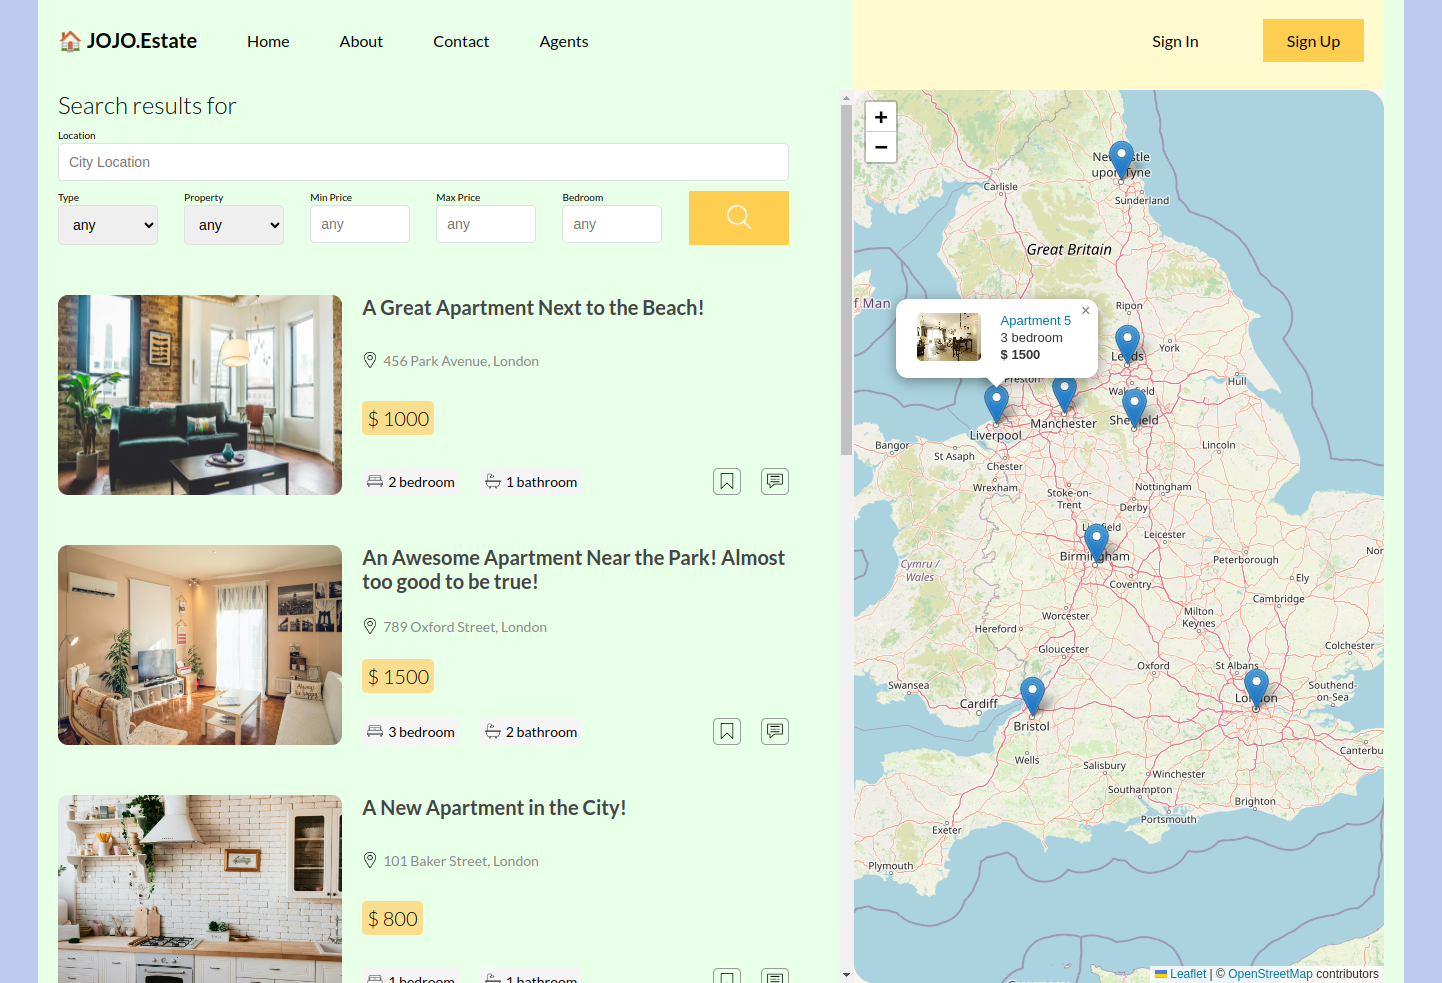 JOJO.Estate
Home
About
Contact
Agents
Sign In
Sign Up
Search results for
Location
City Location
Type
Property
Min Price
Max Price
Bedroom
any
any
any
any
any
A Great Apartment Next to the Beach!
456 Park Avenue, London
$ 1000
2 bedroom
1 bathroom
An Awesome Apartment Near the Park! Almost
too good to be true!
789 Oxford Street, London
$ 1500
3 bedroom
2 bathroom
A New Apartment in the City!
101 Baker Street, London
$ 800
1 bedroom
1 bathroom
+
−
Carlisle
upon Tyne
Sunderland
Great Britain
f Man
Ripon
York
Apartment 5
×
3 bedroom
$ 1500
Preston
Hull
Liverpool
Manchester
Bangor
St Asaph
Chester
Lincoln
Wrexham
Stoke-on-
Trent
Nottingham
Derby
Leicester
Peterborough
Nor
Birmingham
Cymru /
Wales
Coventry
Ely
Cambridge
Worcester
Milton
Keynes
Hereford
Gloucester
Colchester
Oxford
St Albans
Swansea
Southend-
on-Sea
Cardiff
London
Bristol
Wells
Salisbury
Winchester
Canterbu
Southampton
Brighton
Portsmouth
Exeter
Plymouth
Leaflet | © OpenStreetMap contributors